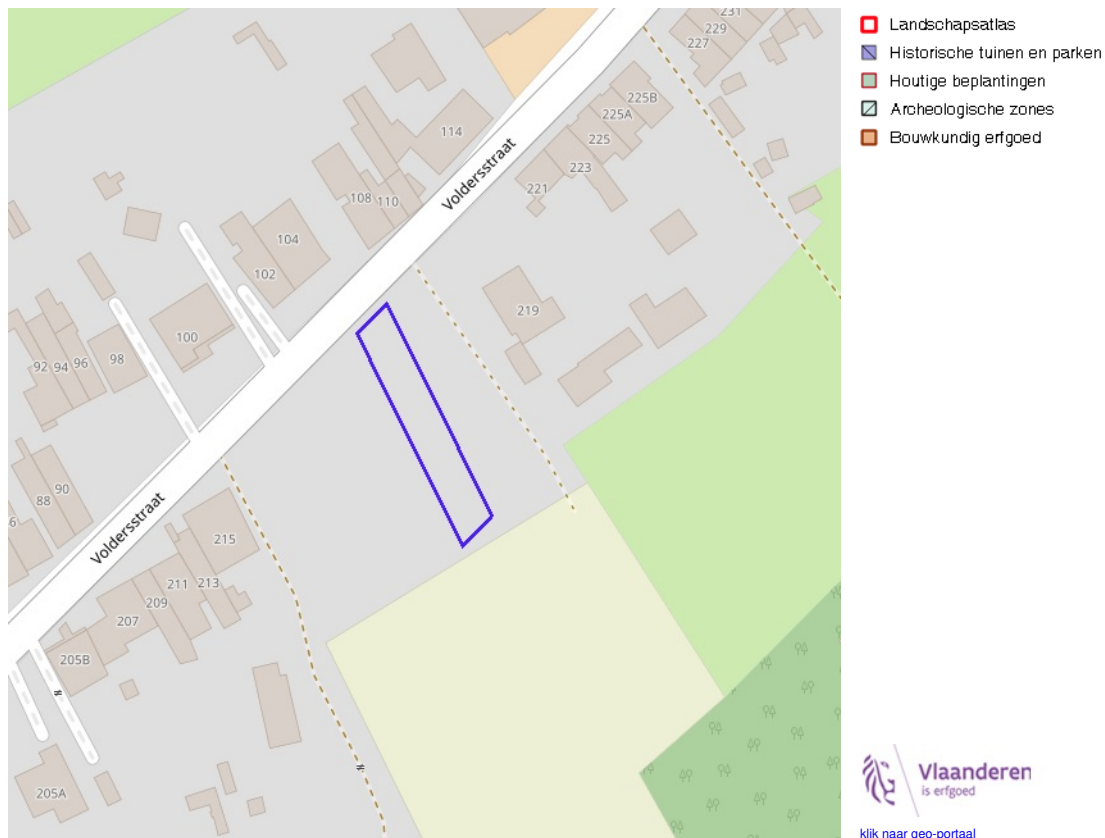 Landschapsatlas
Historische tuinen en parken
Houtige beplantingen
Archeologische zones
Bouwkundig erfgoed
231
229
227
225B
225A
225
223
221
219
114
108
110
104
102
100
98
96
94
92
Voldersstraat
88
90
6
Voldersstraat
215
213
211
209
207
205B
205A
Vlaanderen
is erfgoed
klik naar geo-portaal